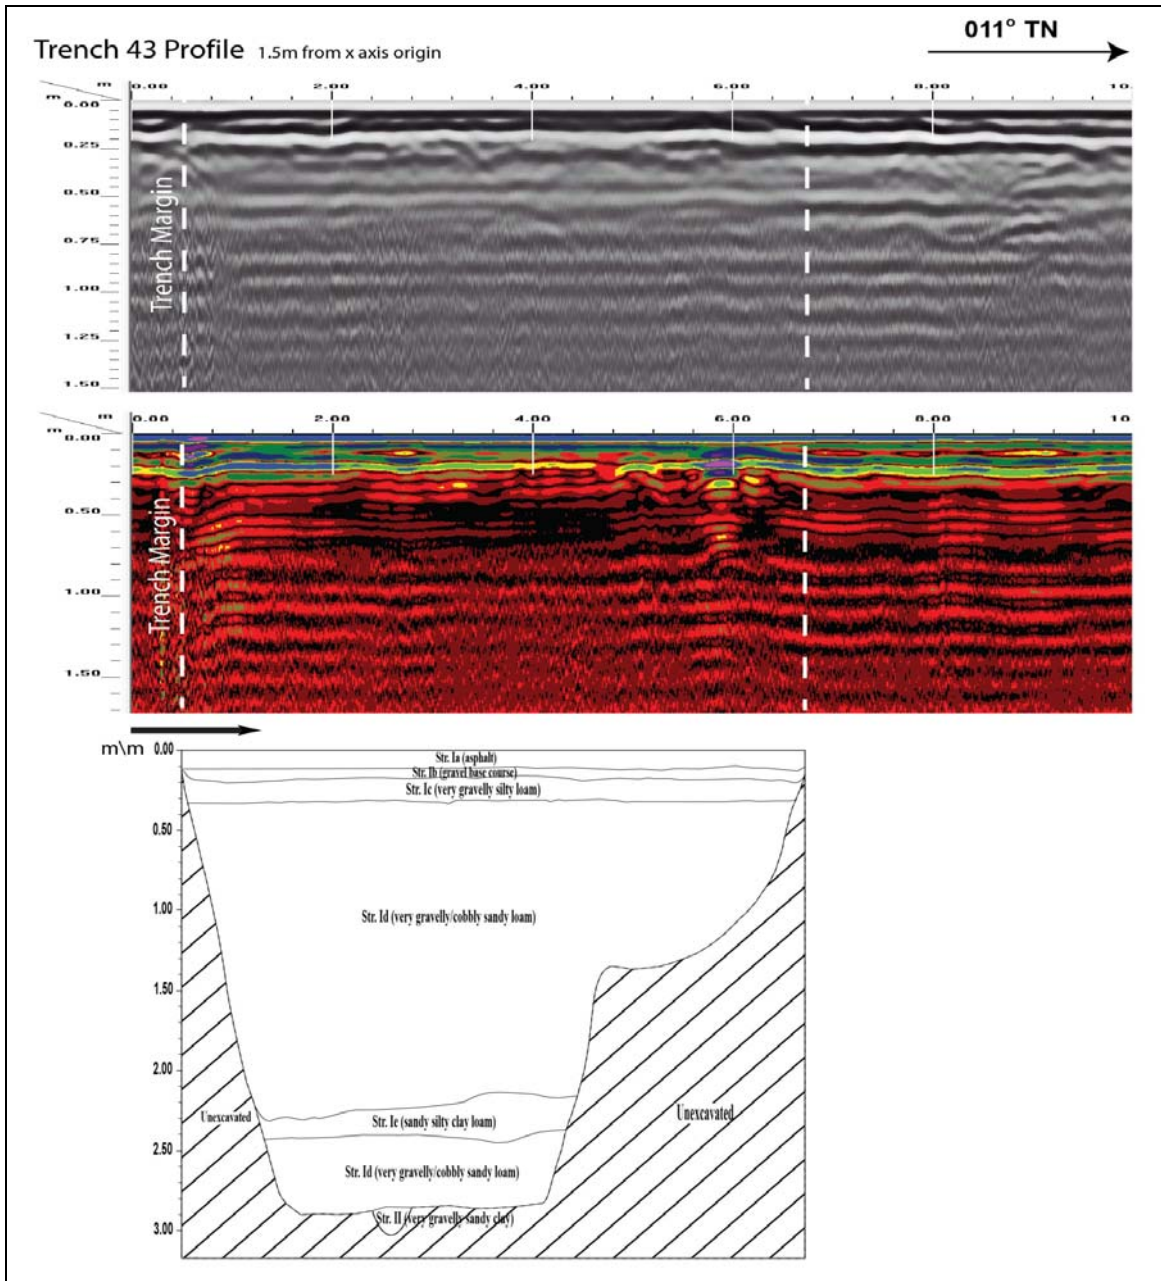 011° TN
Trench 43 Profile 1.5m from x axis origin
m 0.00 2.00 4.00 6.00 8.00 10.
m
0.00
0.25
0.50
0.75
1.00
1.25
1.50
Trench Margin
m 0.00 2.00 4.00 6.00 8.00 10
m
0.00
0.50
1.00
1.50
Trench Margin
m\m
0.00
0.50
1.00
1.50
2.00
2.50
3.00
Str. Ia (asphalt)
Str. Ib (gravel base course)
Str. Ic (very gravelly silty loam)
Str. Id (very gravelly/cobbly sandy loam)
Str. Ie (sandy silty clay loam)
Unexcavated
Unexcavated
Str. Id (very gravelly/cobbly sandy loam)
Str. II (very gravelly sandy clay)